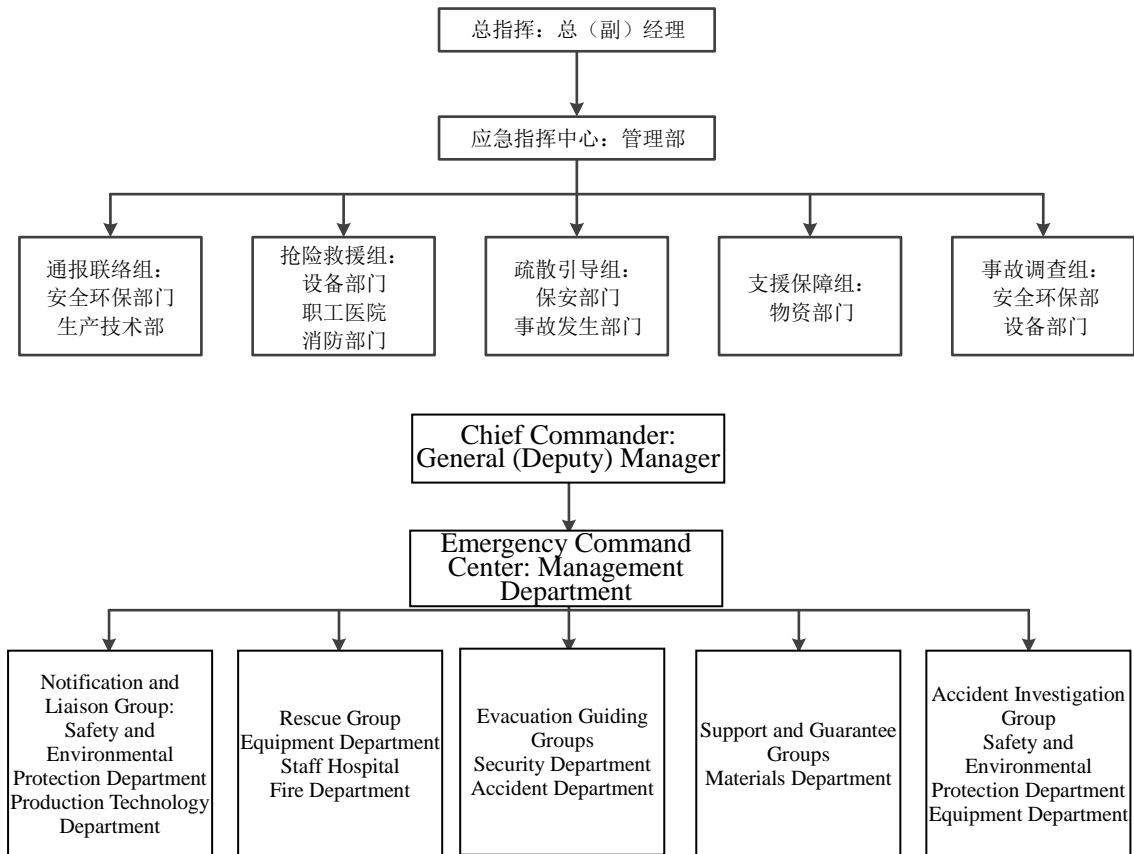 总指挥：总（副）经理
应急指挥中心：管理部
通报联络组：
安全环保部门
生产技术部
抢险救援组：
设备部门
职工医院
消防部门
疏散引导组：
保安部门
事故发生部门
支援保障组：
物资部门
事故调查组：
安全环保部
设备部门
Chief Commander:
General (Deputy) Manager
Emergency Command
Center: Management
Department
Notification and
Liaison Group:
Safety and
Environmental
Protection Department
Production Technology
Department
Rescue Group
Equipment Department
Staff Hospital
Fire Department
Evacuation Guiding
Groups
Security Department
Accident Department
Support and Guarantee
Groups
Materials Department
Accident Investigation
Group
Safety and
Environmental
Protection Department
Equipment Department